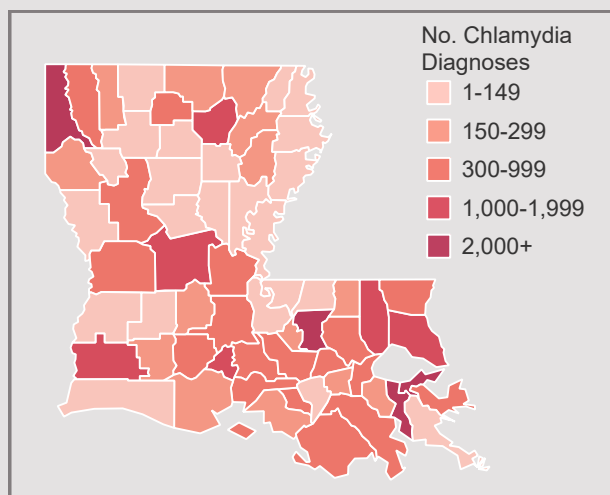 No. Chlamydia
Diagnoses
1-149
150-299
300-999
1,000-1,999
2,000+